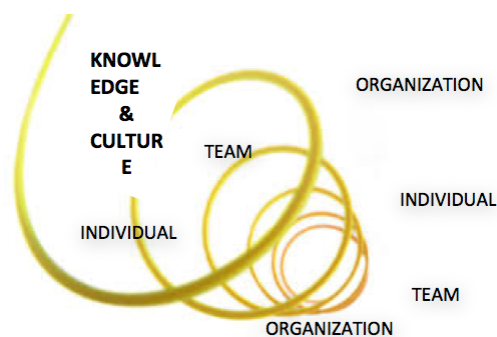 KNOWL
EDGE
&
CULTUR
E
ORGANIZATION
TEAM
INDIVIDUAL
INDIVIDUAL
TEAM
ORGANIZATION